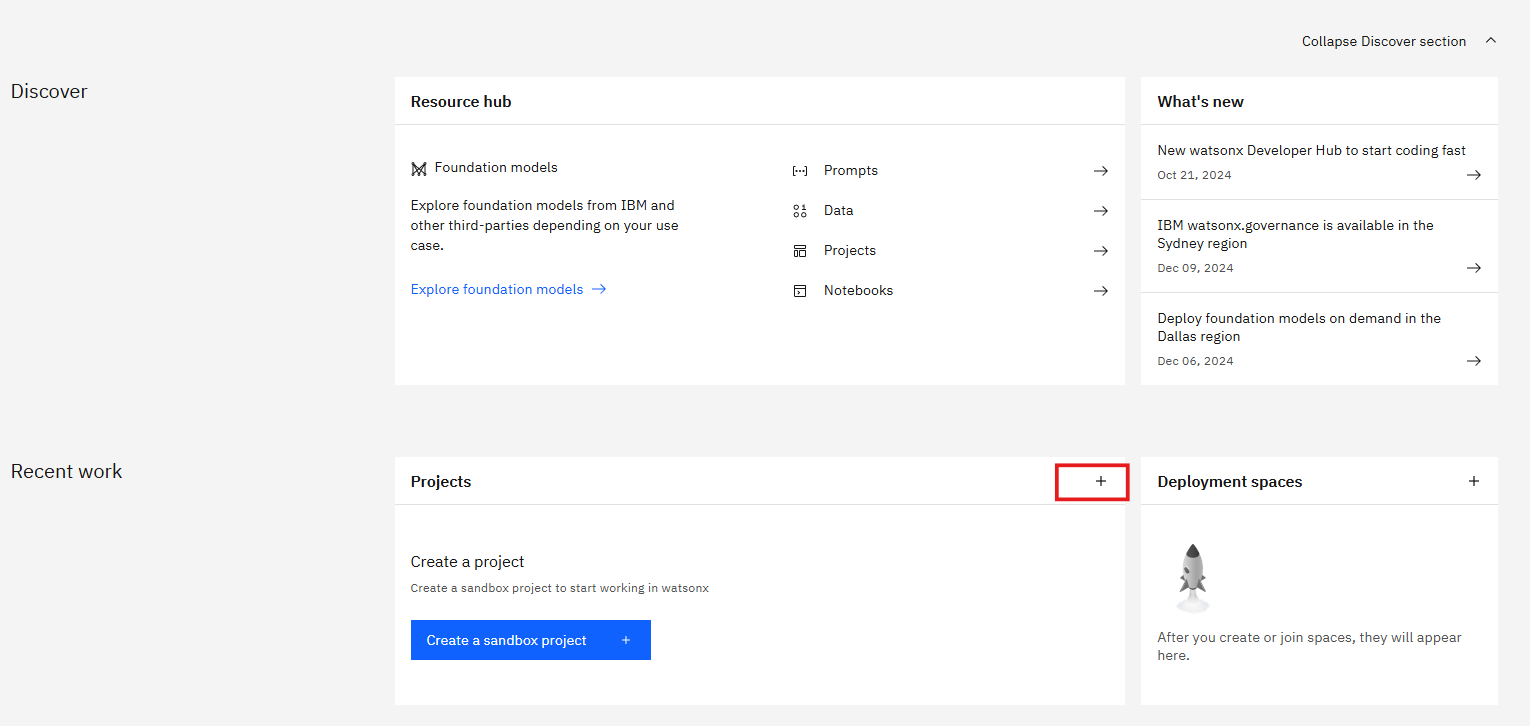 Collapse Discover section
Discover
Resource hub
Foundation models
Explore foundation models from IBM and
other third-parties depending on your use
case.
Explore foundation models
Prompts
Data
Projects
Notebooks
What's new
New watsonx Developer Hub to start coding fast
Oct 21, 2024
IBM watsonx.governance is available in the
Sydney region
Dec 09, 2024
Deploy foundation models on demand in the
Dallas region
Dec 06, 2024
Recent work
Projects
Create a project
Create a sandbox project to start working in watsonx
Create a sandbox project
Deployment spaces
After you create or join spaces, they will appear
here.